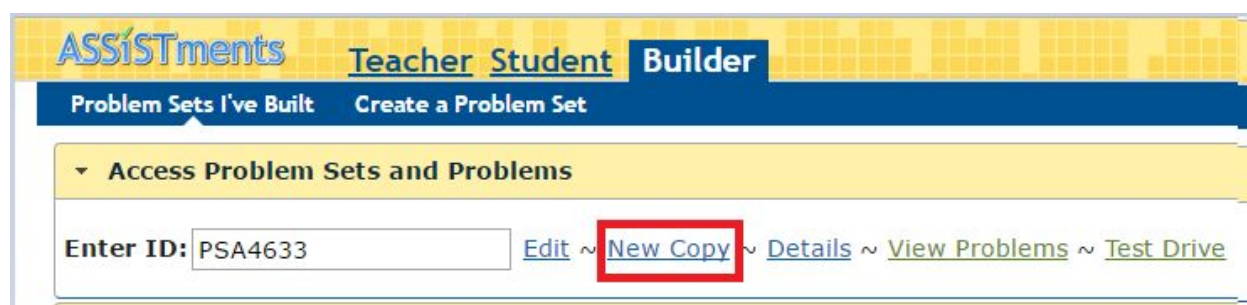 ASSiSTments Teacher Student Builder
Problem Sets I've Built Create a Problem Set
Access Problem Sets and Problems
Enter ID: PSA4633 Edit ~ New Copy ~ Details ~ View Problems ~ Test Drive